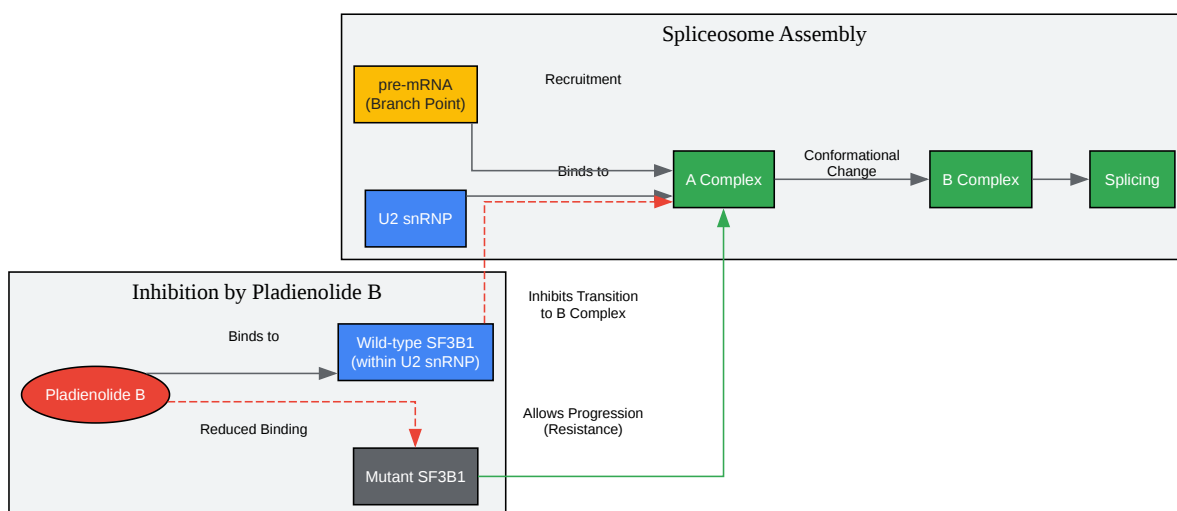 Spliceosome Assembly
Recruitment
pre-mRNA
(Branch Point)
Binds to
A Complex
Conformational
Change
B Complex
Splicing
U2 snRNP
Inhibition by Pladienolide B
Inhibits Transition
to B Complex
Binds to
Wild-type SF3B1
(within U2 snRNP)
Pladienolide B
Reduced Binding
Allows Progression
(Resistance)
Mutant SF3B1